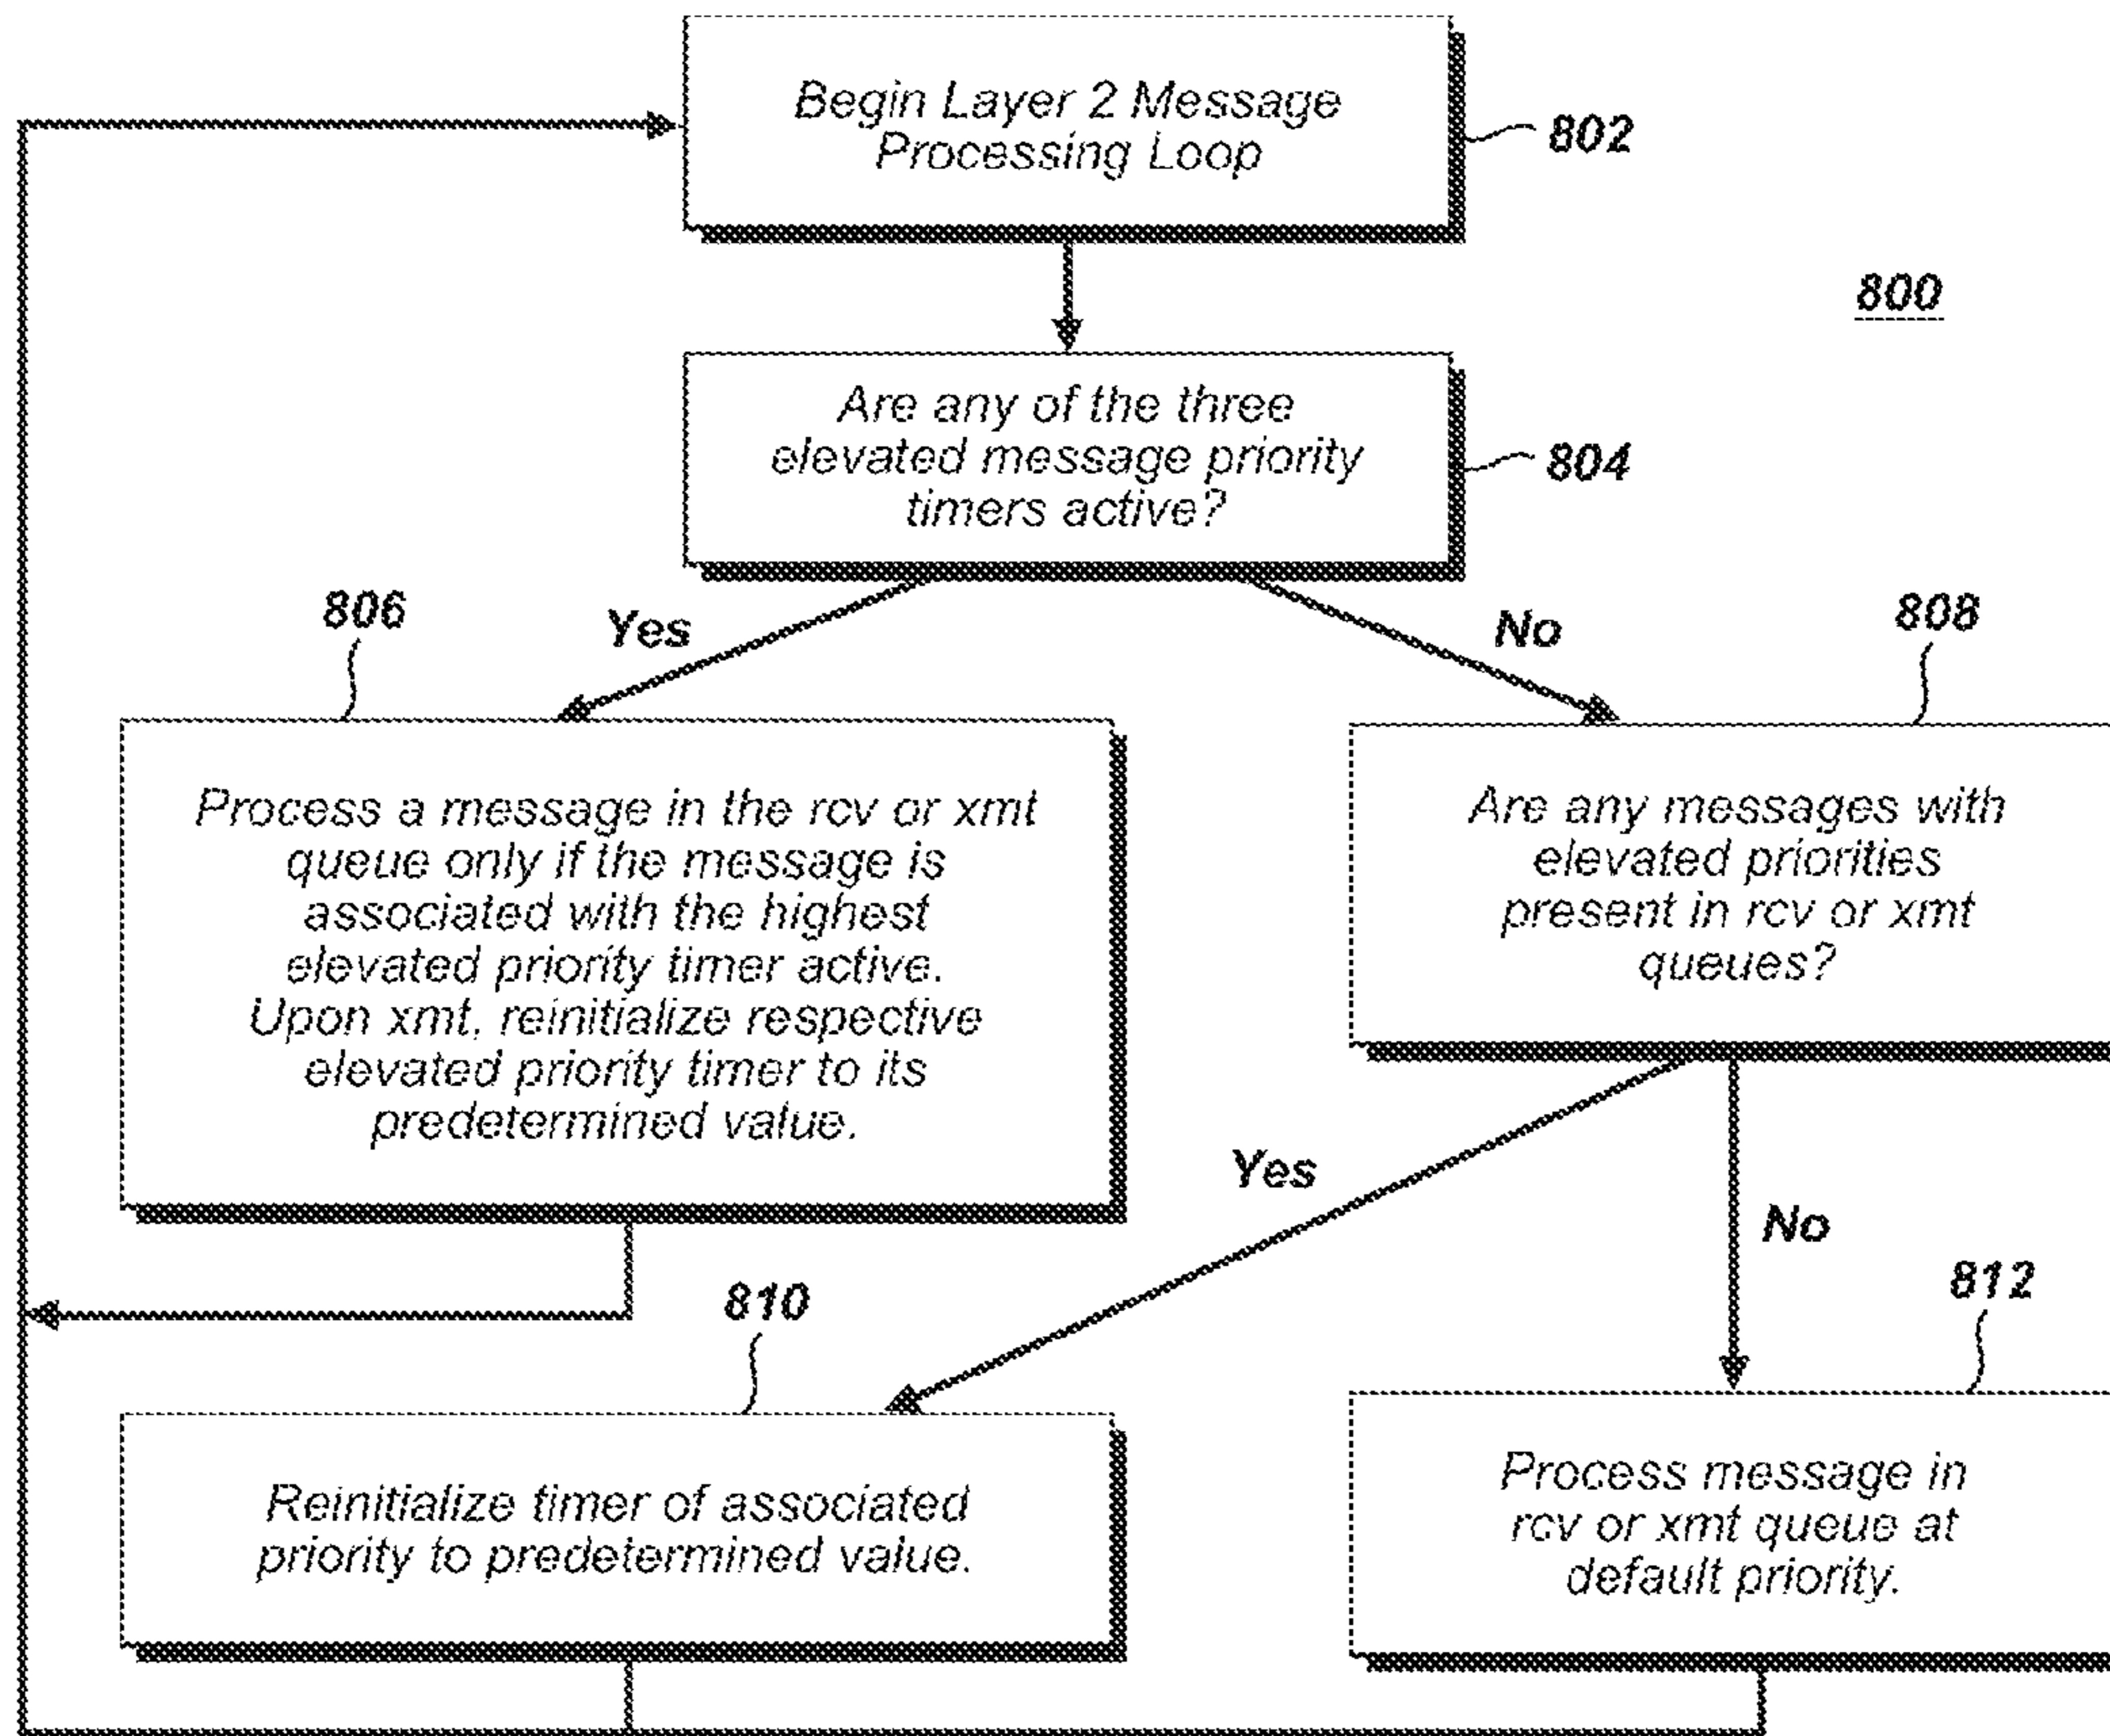 Begin Layer 2 Message
Processing Loop
802
800
Are any of the three
elevated message priority
timers active?
804
806
Yes
No
808
Process a message in the rcv or xmt
queue only if the message is
associated with the highest
elevated priority timer active.
Upon xmt, reinitialize respective
elevated priority timer to its
predetermined value.
Are any messages with
elevated priorities
present in rcv or xmt
queues?
Yes
No
810
812
Reinitialize timer of associated
priority to predetermined value.
Process message in
rcv or xmt queue at
default priority.